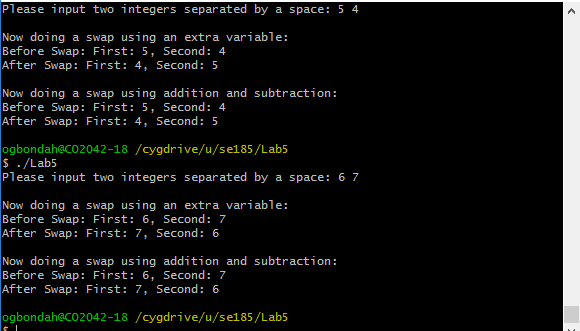 Please input two integers separated by a space: 5 4
Now doing a swap using an extra variable:
Before Swap: First: 5, Second: 4
After Swap: First: 4, Second: 5
Now doing a swap using addition and subtraction:
Before Swap: First: 5, Second: 4
After Swap: First: 4, Second: 5
ogbondah@CO2042-18 /cygdrive/u/se185/Lab5
$ ./Lab5
Please input two integers separated by a space: 6 7
Now doing a swap using an extra variable:
Before Swap: First: 6, Second: 7
After Swap: First: 7, Second: 6
Now doing a swap using addition and subtraction:
Before Swap: First: 6, Second: 7
After Swap: First: 7, Second: 6
ogbondah@CO2042-18 /cygdrive/u/se185/Lab5
$